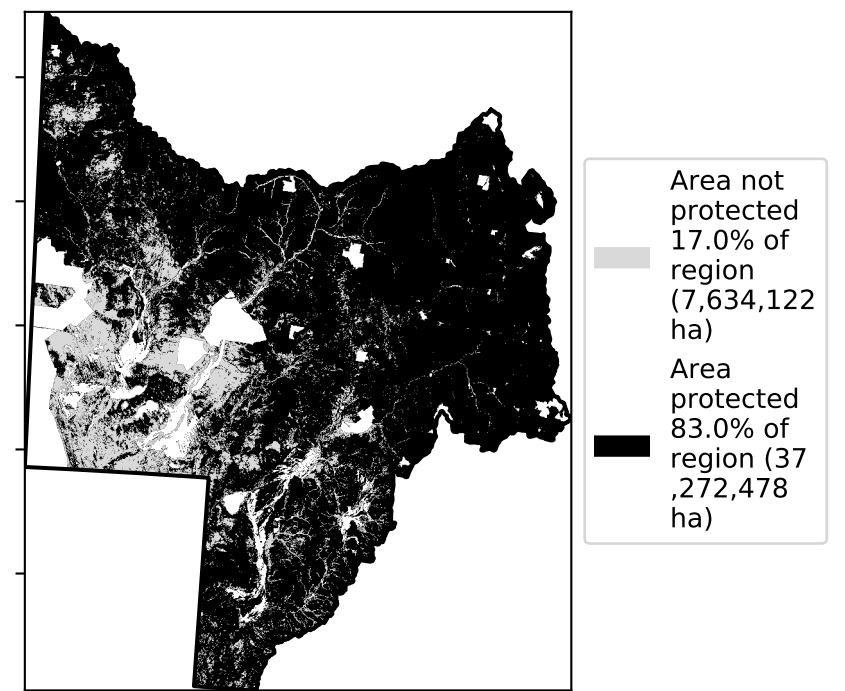 Area not
protected
17.0% of
region
(7,634,122
ha)
Area
protected
83.0% of
region (37
,272,478
ha)